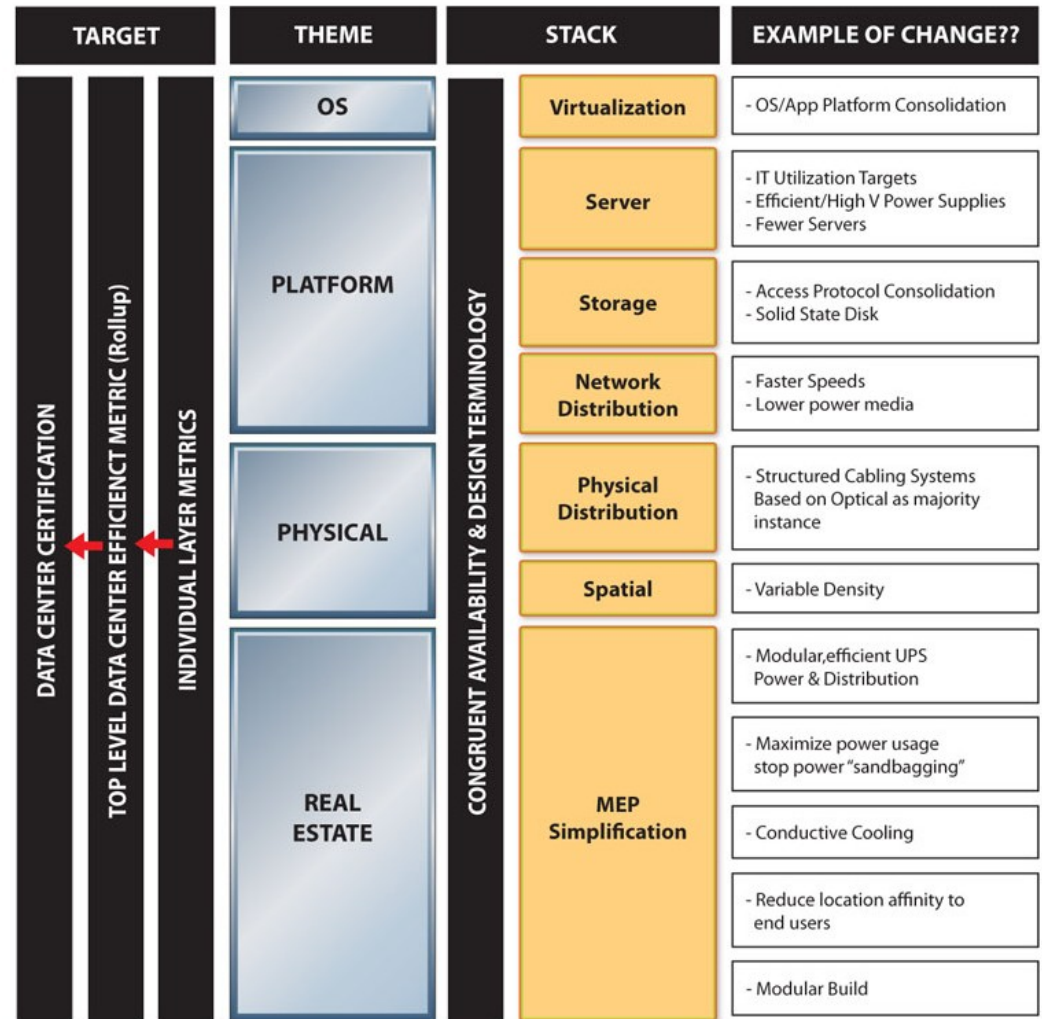 TARGET
THEME
STACK
EXAMPLE OF CHANGE??
DATA CENTER CERTIFICATION
TOP LEVEL DATA CENTER EFFICIENCT METRIC (Rollup)
INDIVIDUAL LAYER METRICS
OS
PLATFORM
PHYSICAL
REAL
ESTATE
CONGRUENT AVAILABILITY & DESIGN TERMINOLOGY
Virtualization
Server
Storage
Network
Distribution
Physical
Distribution
Spatial
MEP
Simplification
- OS/App Platform Consolidation
- IT Utilization Targets
- Efficient/High V Power Supplies
- Fewer Servers
- Access Protocol Consolidation
- Solid State Disk
- Faster Speeds
- Lower power media
- Structured Cabling Systems
Based on Optical as majority
instance
- Variable Density
- Modular,efficient UPS
Power & Distribution
- Maximize power usage
stop power “sandbagging”
- Conductive Cooling
- Reduce location affinity to
end users
- Modular Build